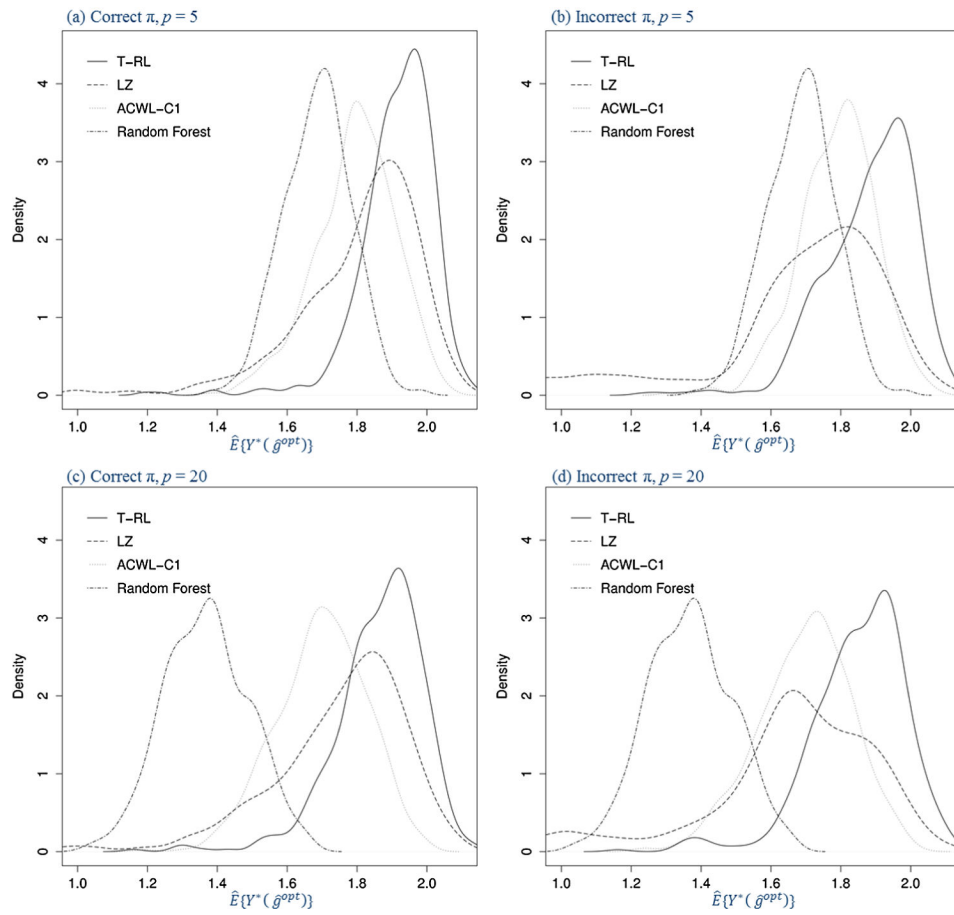 (a) Correct π, p = 5
T-RL
LZ
ACWL-C1
Random Forest
Density
0
1
2
3
4
1.0 1.2 1.4 1.6 1.8 2.0
Ê{Y*( ĝ^opt)}
(b) Incorrect π, p = 5
T-RL
LZ
ACWL-C1
Random Forest
Density
0
1
2
3
4
1.0 1.2 1.4 1.6 1.8 2.0
Ê{Y*( ĝ^opt)}
(c) Correct π, p = 20
T-RL
LZ
ACWL-C1
Random Forest
Density
0
1
2
3
4
1.0 1.2 1.4 1.6 1.8 2.0
Ê{Y*( ĝ^opt)}
(d) Incorrect π, p = 20
T-RL
LZ
ACWL-C1
Random Forest
Density
0
1
2
3
4
1.0 1.2 1.4 1.6 1.8 2.0
Ê{Y*( ĝ^opt)}